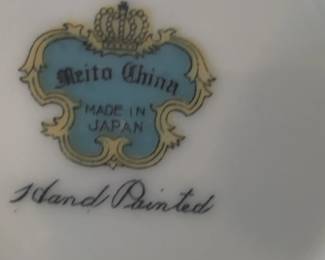 Meito China
MADE IN
JAPAN
Hand Painted